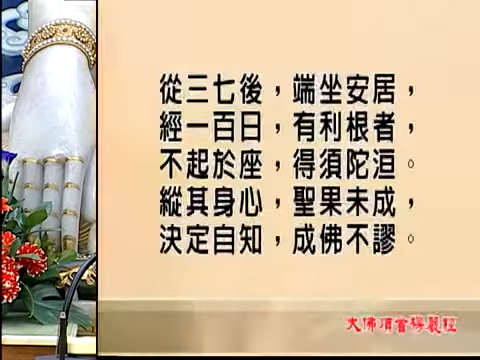 從三七後，端坐安居，
經一百日，有利根者，
不起於座，得須陀洹。
縱其身心，聖果未成，
決定自知，成佛不謬。
大佛頂首楞嚴經